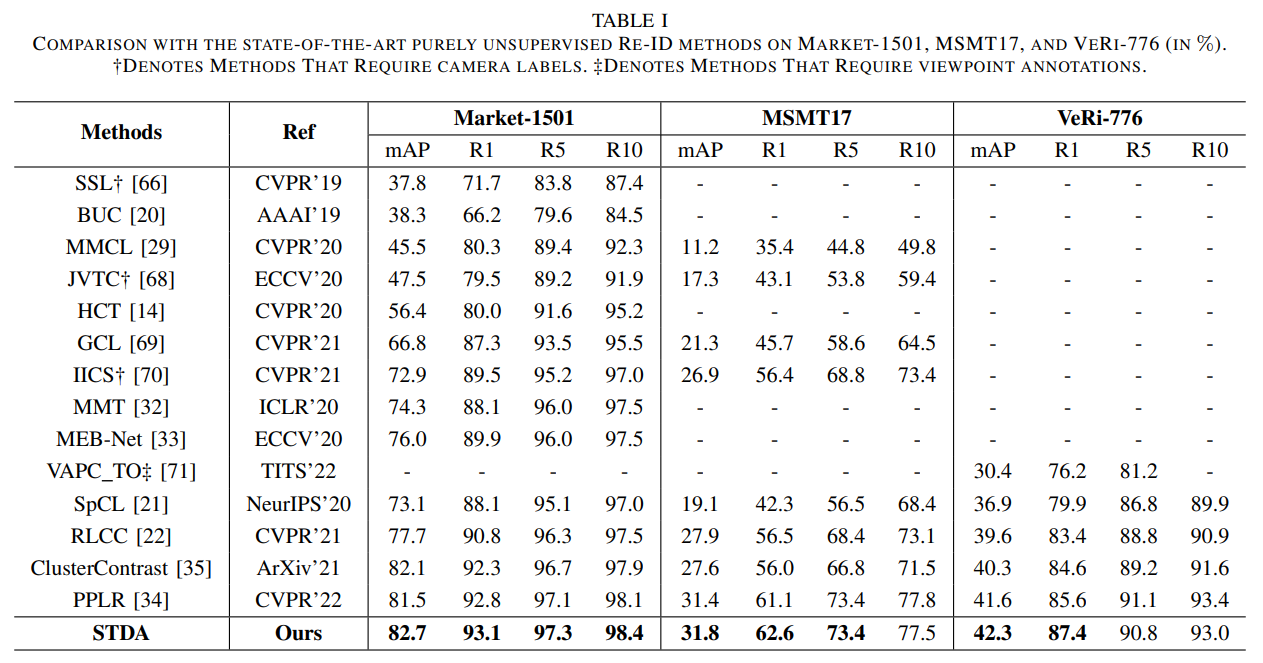 TABLE I
COMPARISON WITH THE STATE-OF-THE-ART PURELY UNSUPERVISED RE-ID METHODS ON MARKET-1501, MSMT17, AND VERI-776 (IN %).
†DENOTES METHODS THAT REQUIRE CAMERA LABELS. ‡DENOTES METHODS THAT REQUIRE VIEWPOINT ANNOTATIONS.
Methods Ref Market-1501 MSMT17 VeRi-776
mAP R1 R5 R10 mAP R1 R5 R10 mAP R1 R5 R10
SSL† [66] CVPR’19 37.8 71.7 83.8 87.4 - - - - - - - -
BUC [20] AAAI’19 38.3 66.2 79.6 84.5 - - - - - - - -
MMCL [29] CVPR’20 45.5 80.3 89.4 92.3 11.2 35.4 44.8 49.8 - - - -
JVTC† [68] ECCV’20 47.5 79.5 89.2 91.9 17.3 43.1 53.8 59.4 - - - -
HCT [14] CVPR’20 56.4 80.0 91.6 95.2 - - - - - - - -
GCL [69] CVPR’21 66.8 87.3 93.5 95.5 21.3 45.7 58.6 64.5 - - - -
IICS† [70] CVPR’21 72.9 89.5 95.2 97.0 26.9 56.4 68.8 73.4 - - - -
MMT [32] ICLR’20 74.3 88.1 96.0 97.5 - - - - - - - -
MEB-Net [33] ECCV’20 76.0 89.9 96.0 97.5 - - - - - - - -
VAPC_TO‡ [71] TITS’22 - - - - - - - - 30.4 76.2 81.2 -
SpCL [21] NeurIPS’20 73.1 88.1 95.1 97.0 19.1 42.3 56.5 68.4 36.9 79.9 86.8 89.9
RLCC [22] CVPR’21 77.7 90.8 96.3 97.5 27.9 56.5 68.4 73.1 39.6 83.4 88.8 90.9
ClusterContrast [35] ArXiv’21 82.1 92.3 96.7 97.9 27.6 56.0 66.8 71.5 40.3 84.6 89.2 91.6
PPLR [34] CVPR’22 81.5 92.8 97.1 98.1 31.4 61.1 73.4 77.8 41.6 85.6 91.1 93.4
STDA Ours 82.7 93.1 97.3 98.4 31.8 62.6 73.4 77.5 42.3 87.4 90.8 93.0